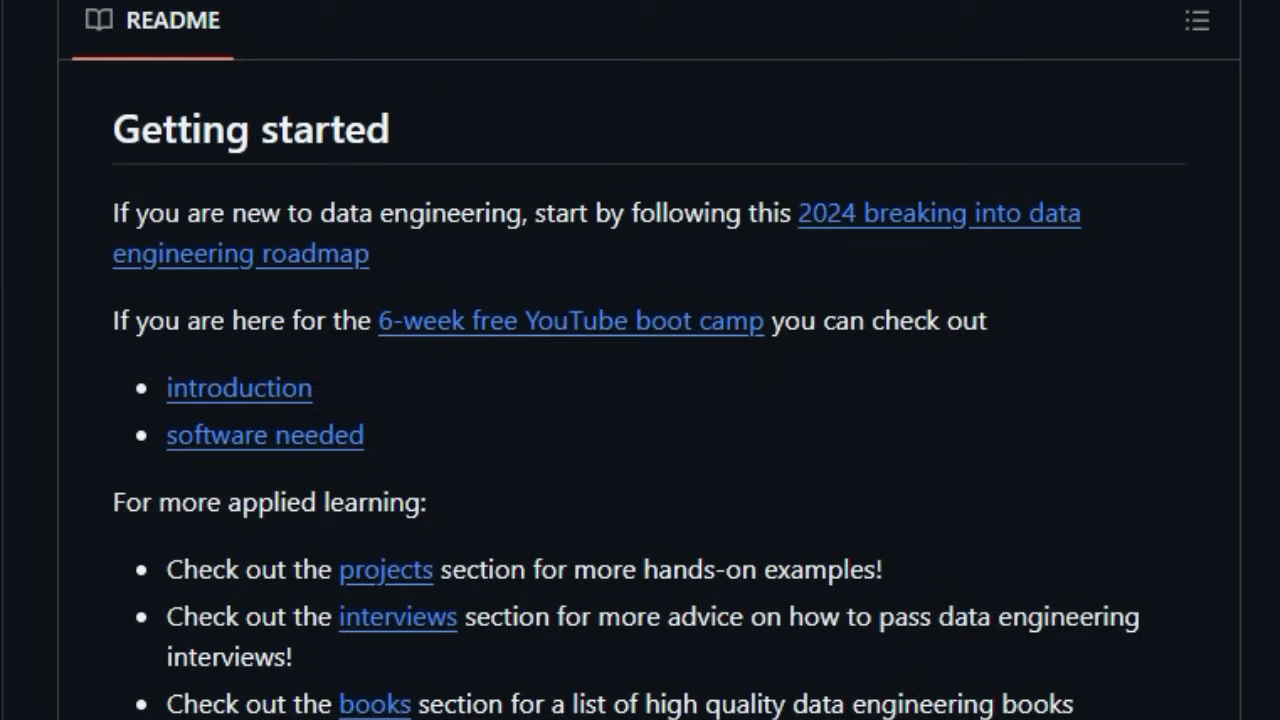 README
Getting started
If you are new to data engineering, start by following this 2024 breaking into data
engineering roadmap
If you are here for the 6-week free YouTube boot camp you can check out
introduction
software needed
For more applied learning:
Check out the projects section for more hands-on examples!
Check out the interviews section for more advice on how to pass data engineering
interviews!
Check out the books section for a list of high quality data engineering books